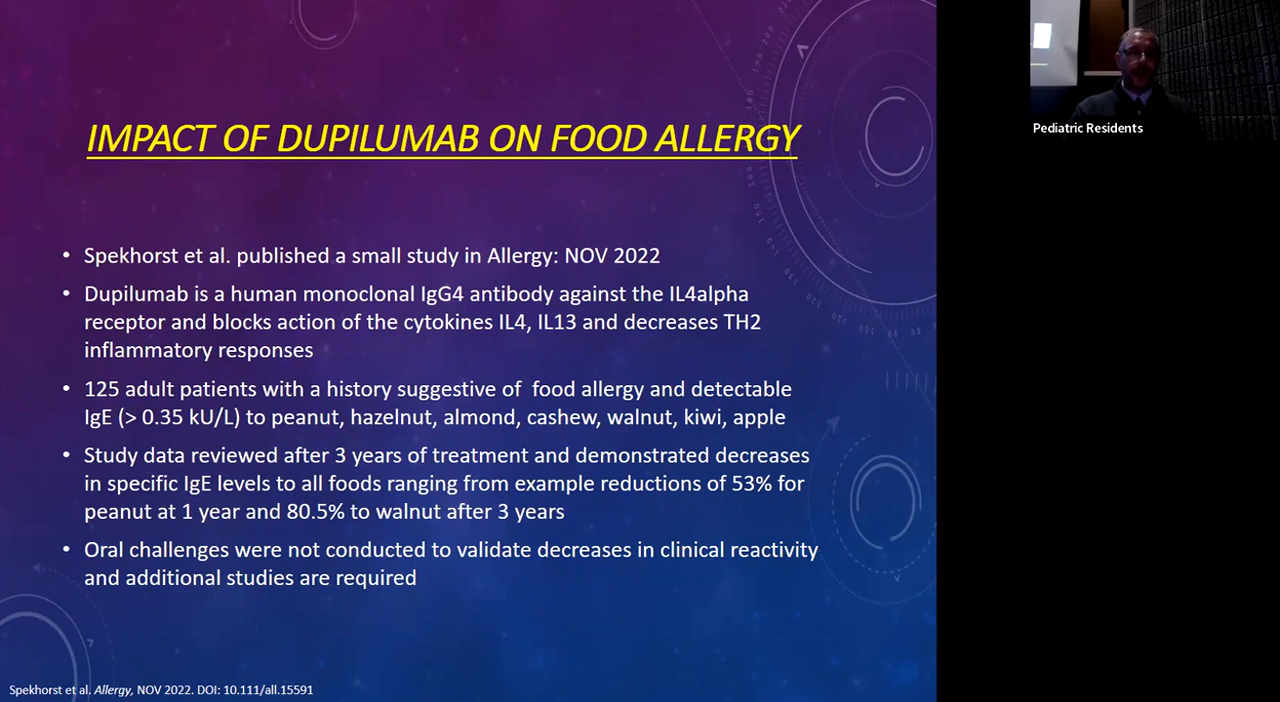 IMPACT OF DUPILUMAB ON FOOD ALLERGY
• Spekhorst et al. published a small study in Allergy: NOV 2022
• Dupilumab is a human monoclonal IgG4 antibody against the IL4alpha
receptor and blocks action of the cytokines IL4, IL13 and decreases TH2
inflammatory responses
• 125 adult patients with a history suggestive of food allergy and detectable
IgE (> 0.35 kU/L) to peanut, hazelnut, almond, cashew, walnut, kiwi, apple
• Study data reviewed after 3 years of treatment and demonstrated decreases
in specific IgE levels to all foods ranging from example reductions of 53% for
peanut at 1 year and 80.5% to walnut after 3 years
• Oral challenges were not conducted to validate decreases in clinical reactivity
and additional studies are required
Spekhorst et al. Allergy, NOV 2022. DOI: 10.111/all.15591
Pediatric Residents